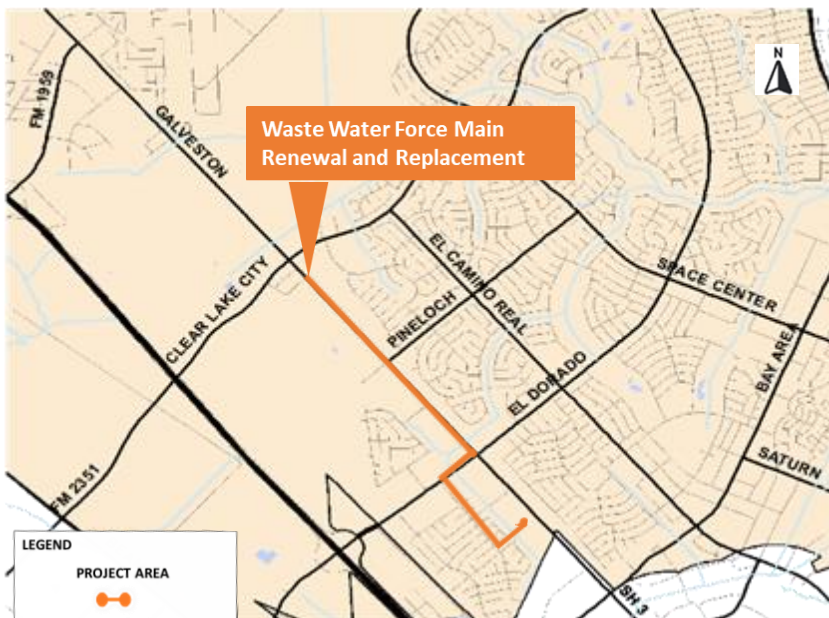 N
FM 1959
GALVESTON
Waste Water Force Main
Renewal and Replacement
CLEAR LAKE CITY
EL CAMINO REAL
SPACE CENTER
PINELOCH
BAY AREA
EL DORADO
SATURN
FM 2351
LEGEND
PROJECT AREA
SH 3